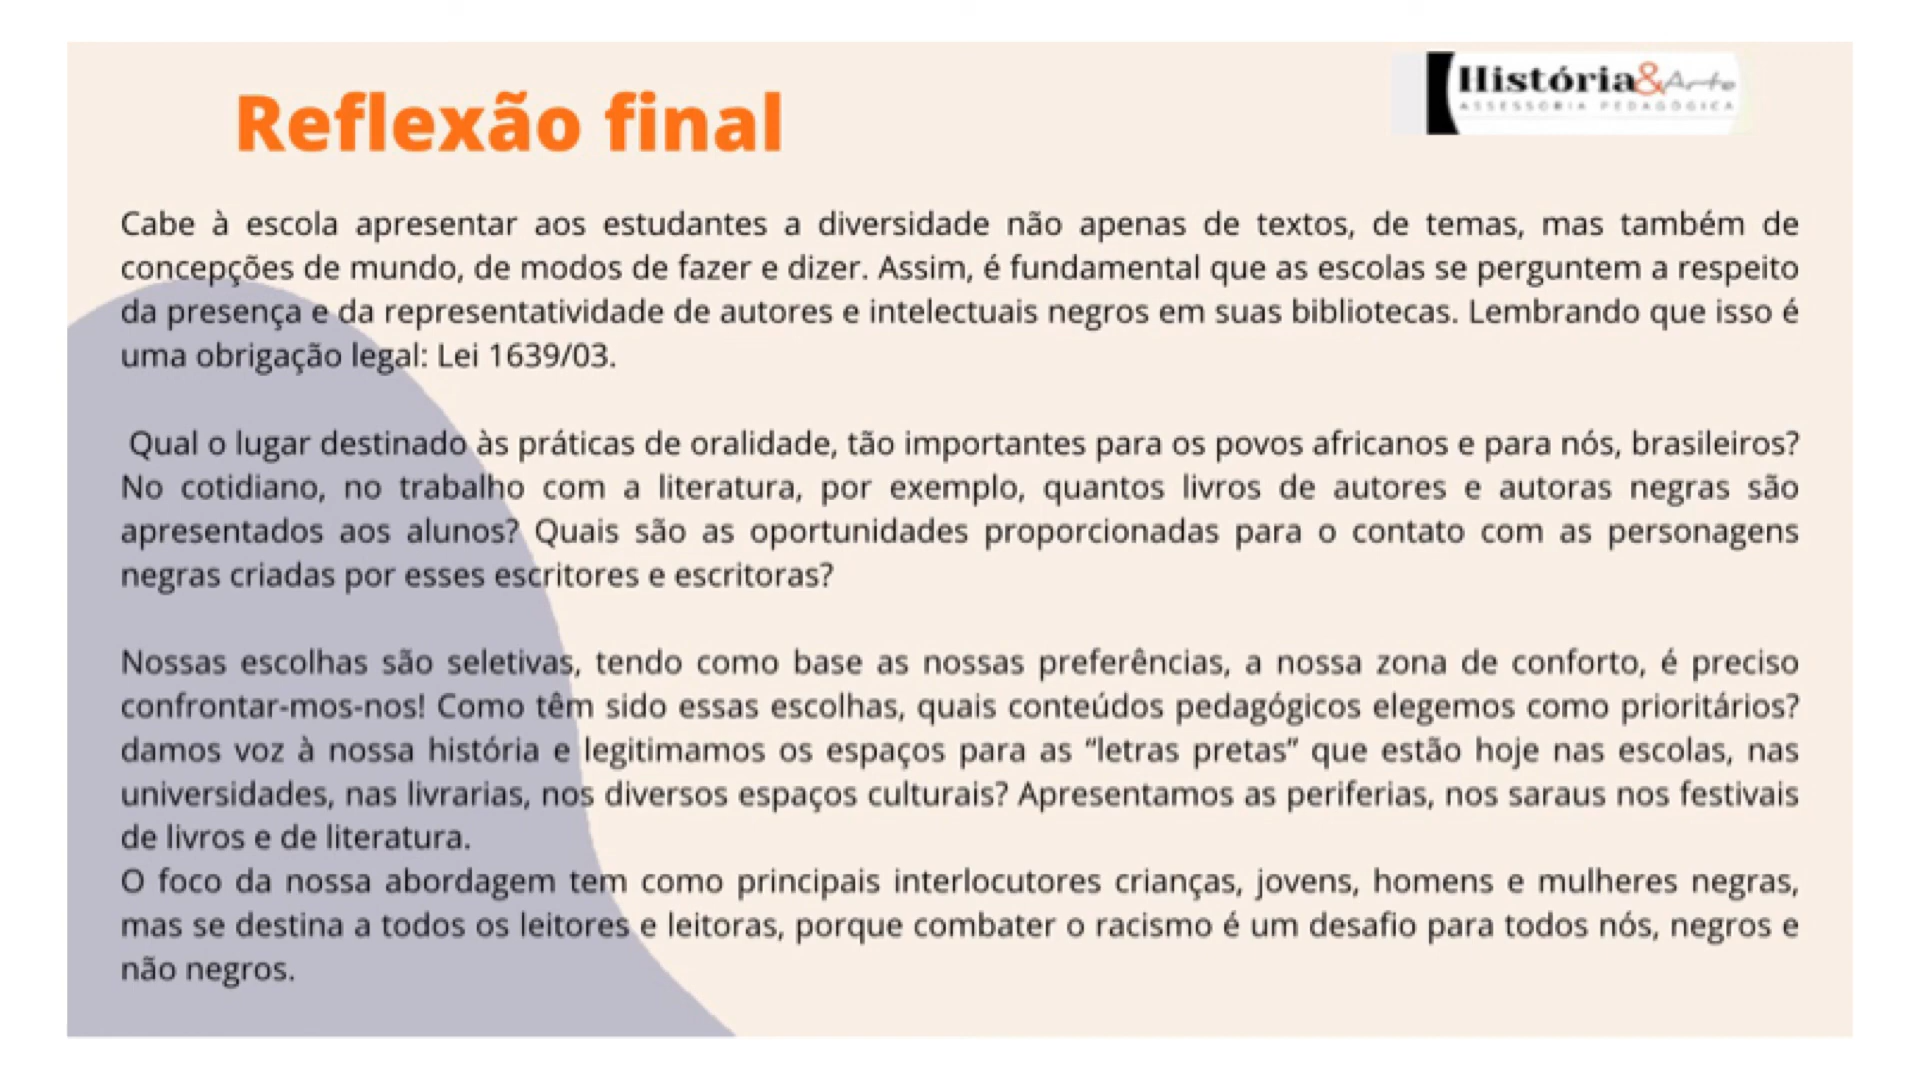 História&Arte
ASSESSORIA PEDAGÓGICA
Reflexão final
Cabe à escola apresentar aos estudantes a diversidade não apenas de textos, de temas, mas também de
concepções de mundo, de modos de fazer e dizer. Assim, é fundamental que as escolas se perguntem a respeito
da presença e da representatividade de autores e intelectuais negros em suas bibliotecas. Lembrando que isso é
uma obrigação legal: Lei 1639/03.
Qual o lugar destinado às práticas de oralidade, tão importantes para os povos africanos e para nós, brasileiros?
No cotidiano, no trabalho com a literatura, por exemplo, quantos livros de autores e autoras negras são
apresentados aos alunos? Quais são as oportunidades proporcionadas para o contato com as personagens
negras criadas por esses escritores e escritoras?
Nossas escolhas são seletivas, tendo como base as nossas preferências, a nossa zona de conforto, é preciso
confrontar-mos-nos! Como têm sido essas escolhas, quais conteúdos pedagógicos elegemos como prioritários?
damos voz à nossa história e legitimamos os espaços para as “letras pretas” que estão hoje nas escolas, nas
universidades, nas livrarias, nos diversos espaços culturais? Apresentamos as periferias, nos saraus nos festivais
de livros e de literatura.
O foco da nossa abordagem tem como principais interlocutores crianças, jovens, homens e mulheres negras,
mas se destina a todos os leitores e leitoras, porque combater o racismo é um desafio para todos nós, negros e
não negros.